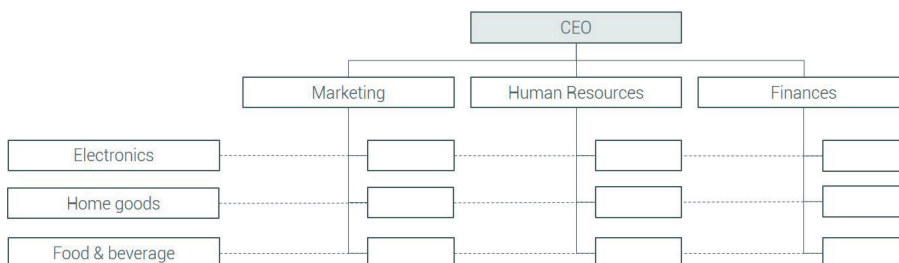 CEO
Marketing
Human Resources
Finances
Electronics
Home goods
Food & beverage